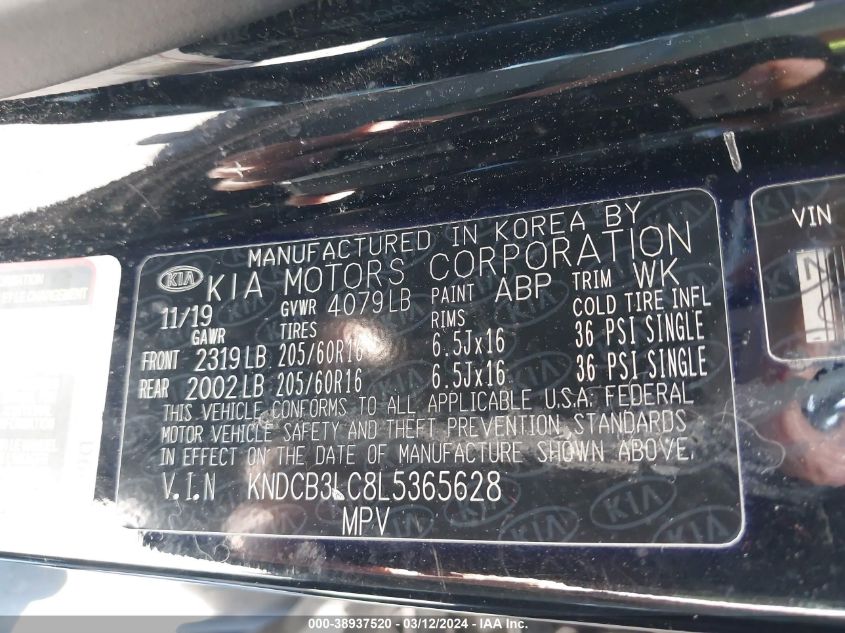 MANUFACTURED IN KOREA BY
KIA KIA MOTORS CORPORATION
11/19 GVWR 4079LB PAINT ABP TRIM WK
GAWR TIRES RIMS COLD TIRE INFL
FRONT 2319LB 205/60R16 6.5Jx16 36 PSI SINGLE
REAR 2002LB 205/60R16 6.5Jx16 36 PSI SINGLE
THIS VEHICLE CONFORMS TO ALL APPLICABLE U.S.A. FEDERAL
MOTOR VEHICLE SAFETY AND THEFT PREVENTION STANDARDS
IN EFFECT ON THE DATE OF MANUFACTURE SHOWN ABOVE.
V.I.N KNDCB3LC8L5365628
MPV
VIN
000-38937520 - 03/12/2024 - IAA Inc.